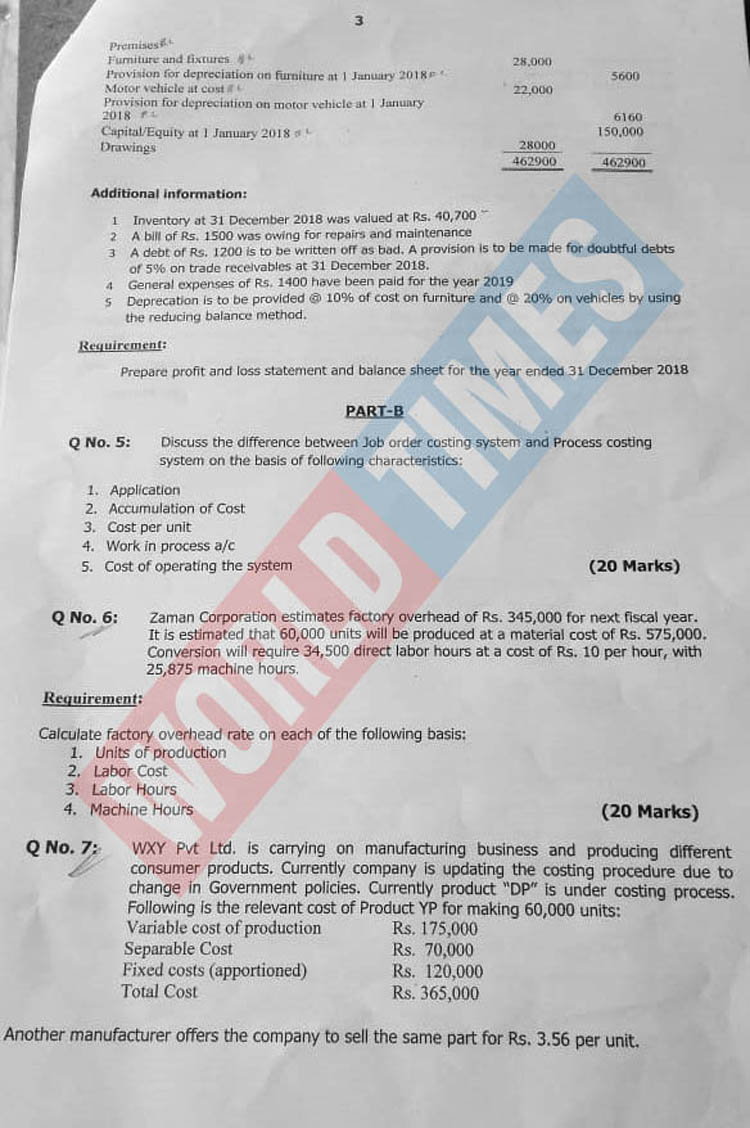 3
Premises
Furniture and fixtures 28,000
Provision for depreciation on furniture at 1 January 2018 5600
Motor vehicle at cost 22,000
Provision for depreciation on motor vehicle at 1 January
2018 6160
Capital/Equity at 1 January 2018 150,000
Drawings 28000
462900 462900
Additional information:
1 Inventory at 31 December 2018 was valued at Rs. 40,700
2 A bill of Rs. 1500 was owing for repairs and maintenance
3 A debt of Rs. 1200 is to be written off as bad. A provision is to be made for doubtful debts
of 5% on trade receivables at 31 December 2018.
4 General expenses of Rs. 1400 have been paid for the year 2019
5 Deprecation is to be provided @ 10% of cost on furniture and @ 20% on vehicles by using
the reducing balance method.
Requirement:
Prepare profit and loss statement and balance sheet for the year ended 31 December 2018
PART-B
Q No. 5: Discuss the difference between Job order costing system and Process costing
system on the basis of following characteristics:
1. Application
2. Accumulation of Cost
3. Cost per unit
4. Work in process a/c
5. Cost of operating the system (20 Marks)
Q No. 6: Zaman Corporation estimates factory overhead of Rs. 345,000 for next fiscal year.
It is estimated that 60,000 units will be produced at a material cost of Rs. 575,000.
Conversion will require 34,500 direct labor hours at a cost of Rs. 10 per hour, with
25,875 machine hours.
Requirement:
Calculate factory overhead rate on each of the following basis:
1. Units of production
2. Labor Cost
3. Labor Hours
4. Machine Hours (20 Marks)
Q No. 7: WXY Pvt Ltd. is carrying on manufacturing business and producing different
consumer products. Currently company is updating the costing procedure due to
change in Government policies. Currently product "DP" is under costing process.
Following is the relevant cost of Product YP for making 60,000 units:
Variable cost of production Rs. 175,000
Separable Cost Rs. 70,000
Fixed costs (apportioned) Rs. 120,000
Total Cost Rs. 365,000
Another manufacturer offers the company to sell the same part for Rs. 3.56 per unit.
WORLD TIMES